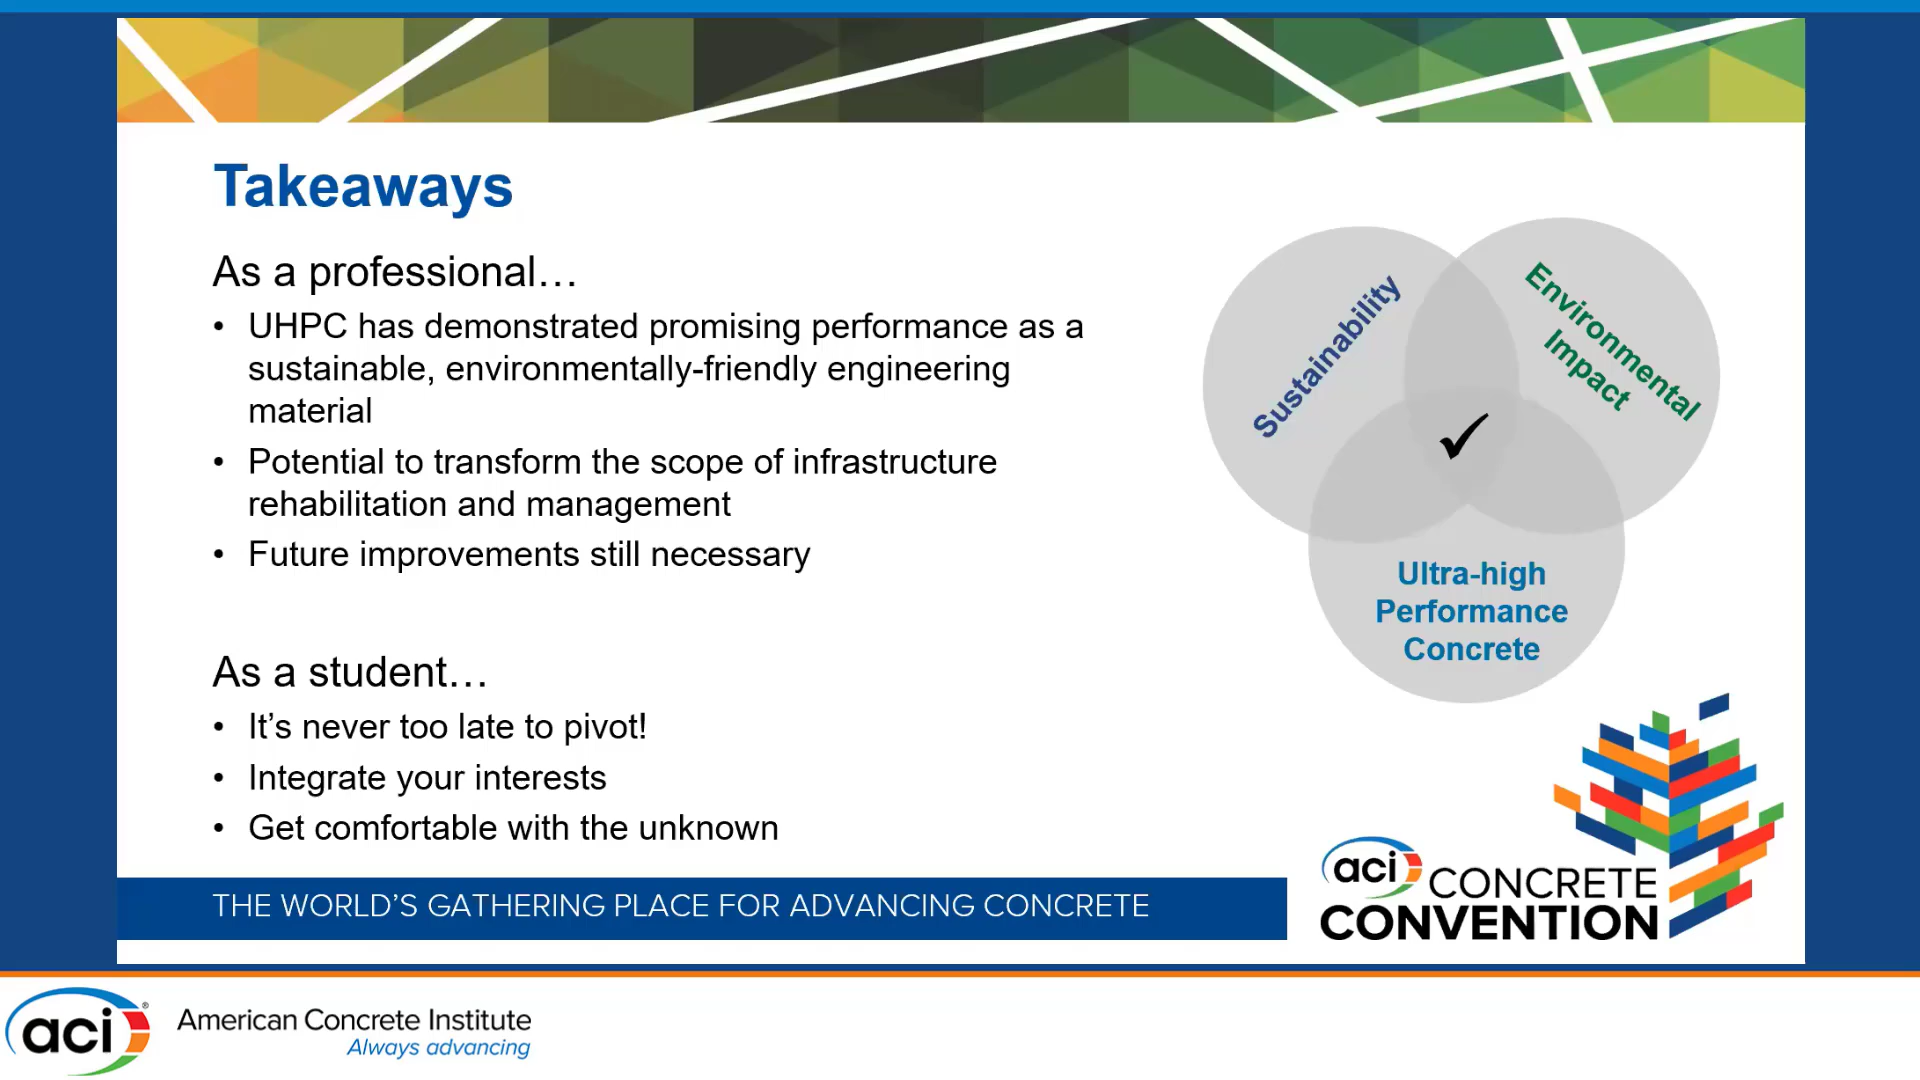 Takeaways
As a professional…
• UHPC has demonstrated promising performance as a
sustainable, environmentally-friendly engineering
material
• Potential to transform the scope of infrastructure
rehabilitation and management
• Future improvements still necessary
As a student…
• It’s never too late to pivot!
• Integrate your interests
• Get comfortable with the unknown
Sustainability
Environmental
Impact
✓
Ultra-high
Performance
Concrete
THE WORLD’S GATHERING PLACE FOR ADVANCING CONCRETE
aci CONCRETE
CONVENTION
aci®
American Concrete Institute
Always advancing